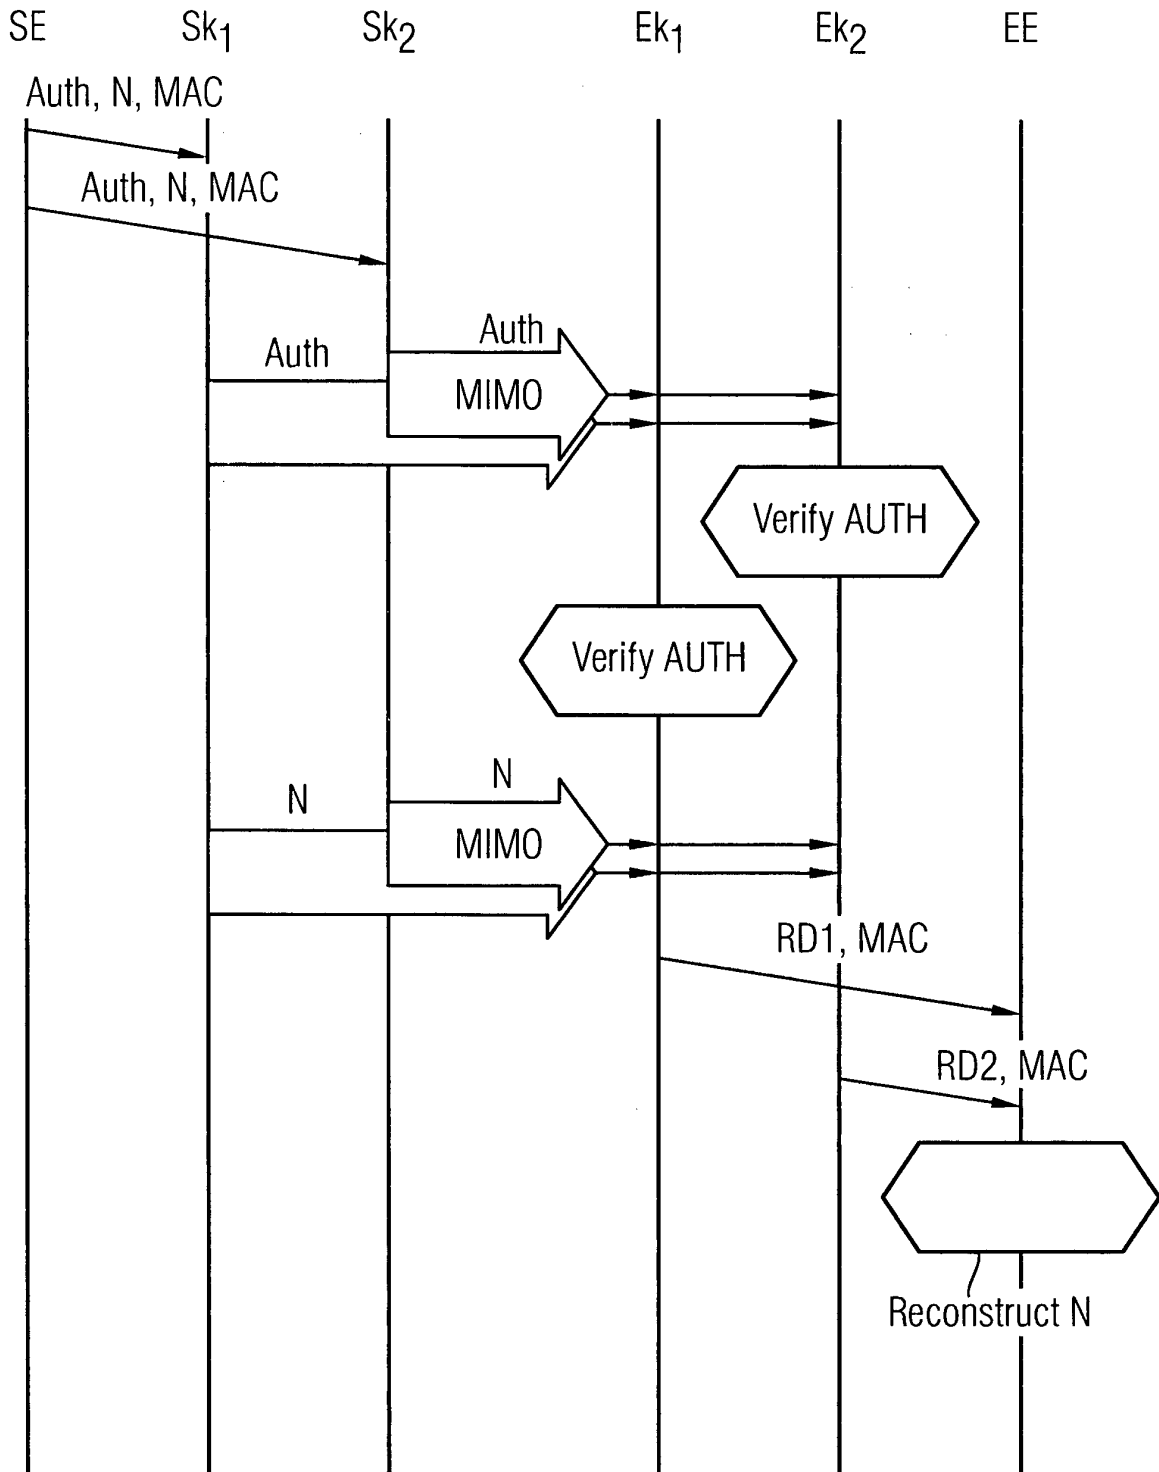 SE Sk1 Sk2 Ek1 Ek2 EE
Auth, N, MAC
Auth, N, MAC
Auth
Auth
MIMO
Verify AUTH
Verify AUTH
N
N
MIMO
RD1, MAC
RD2, MAC
Reconstruct N